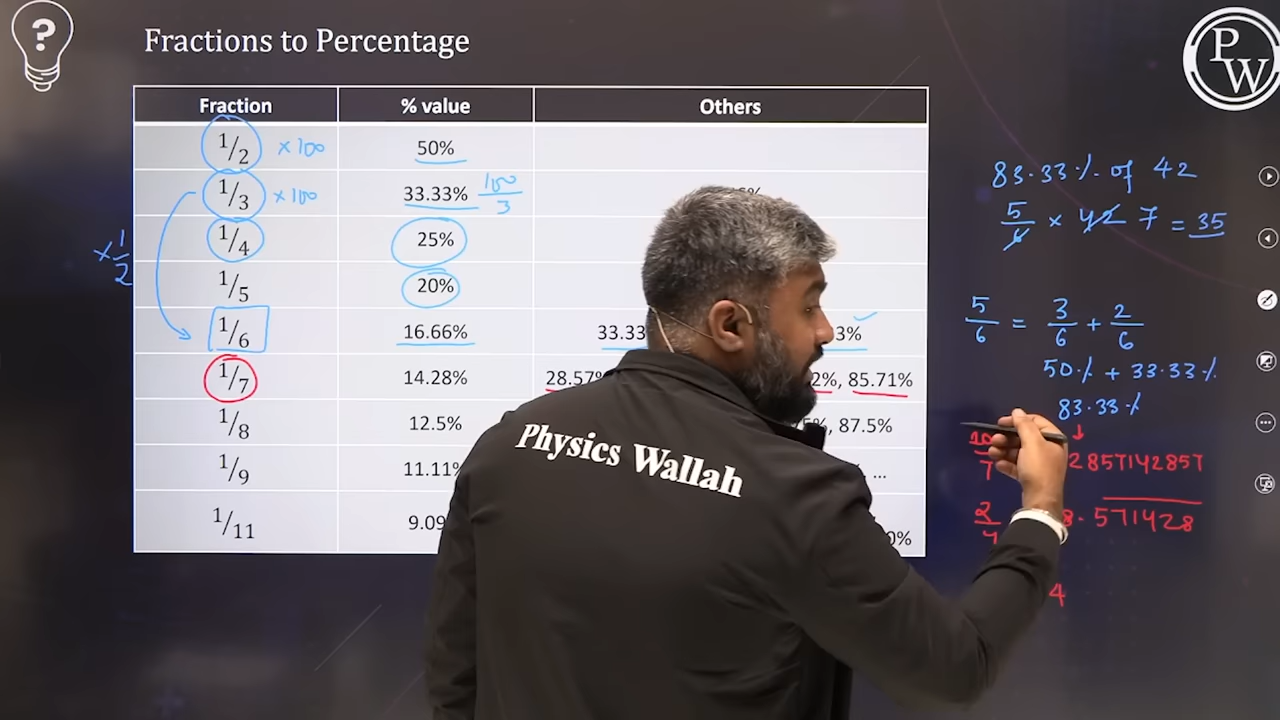 ?
Fractions to Percentage
P
W
Fraction % value Others
1/2 × 100 50%
1/3 × 100 33.33% 100/3
1/4 25%
× 1/2
1/5 20%
1/6 16.66% 33.33 3%
1/7 14.28% 28.57% 2%, 85.71%
1/8 12.5% 5%, 87.5%
1/9 11.11% ...
1/11 9.09 0%
Physics Wallah
83.33% of 42
5/6 × 42 7 = 35
5/6 = 3/6 + 2/6
50% + 33.33%
83.33%
2857142857
8.571428
4